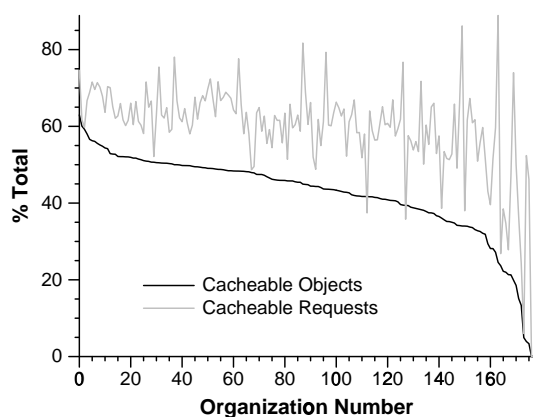 % Total
80
60
40
20
0
Cacheable Objects
Cacheable Requests
0 20 40 60 80 100 120 140 160
Organization Number